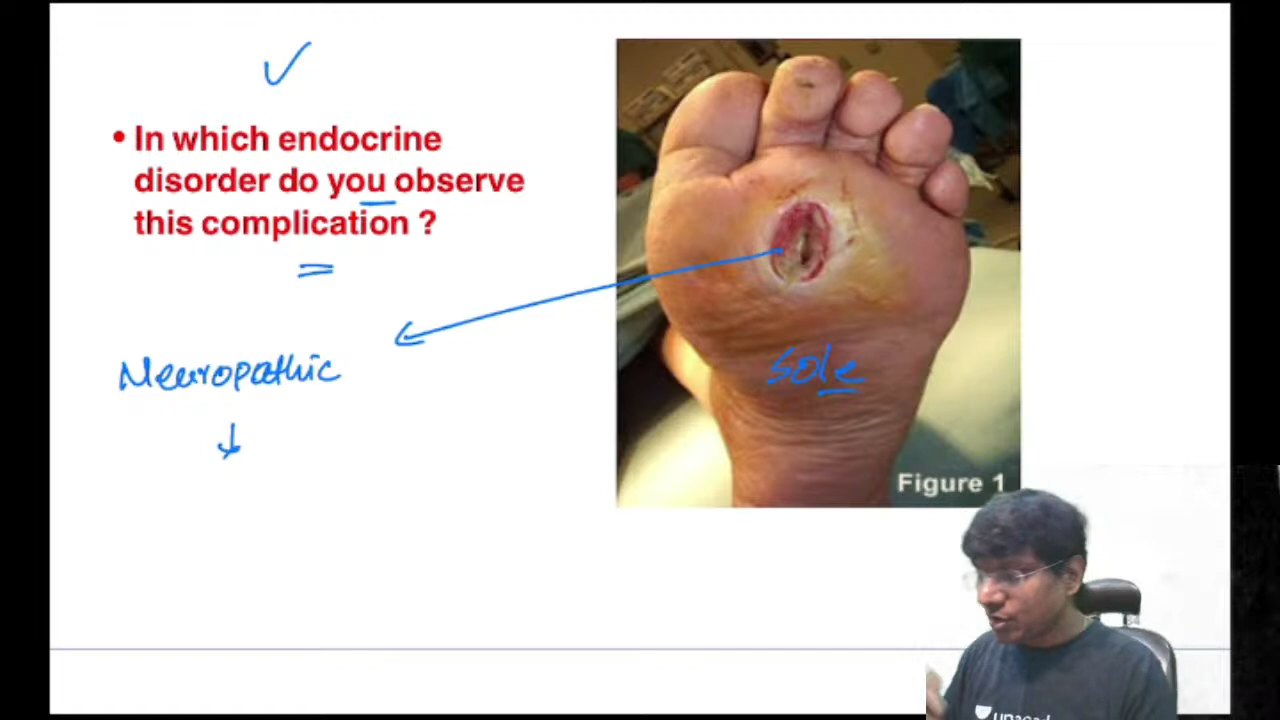 • In which endocrine
disorder do you observe
this complication ?
Neuropathic
sole
Figure 1